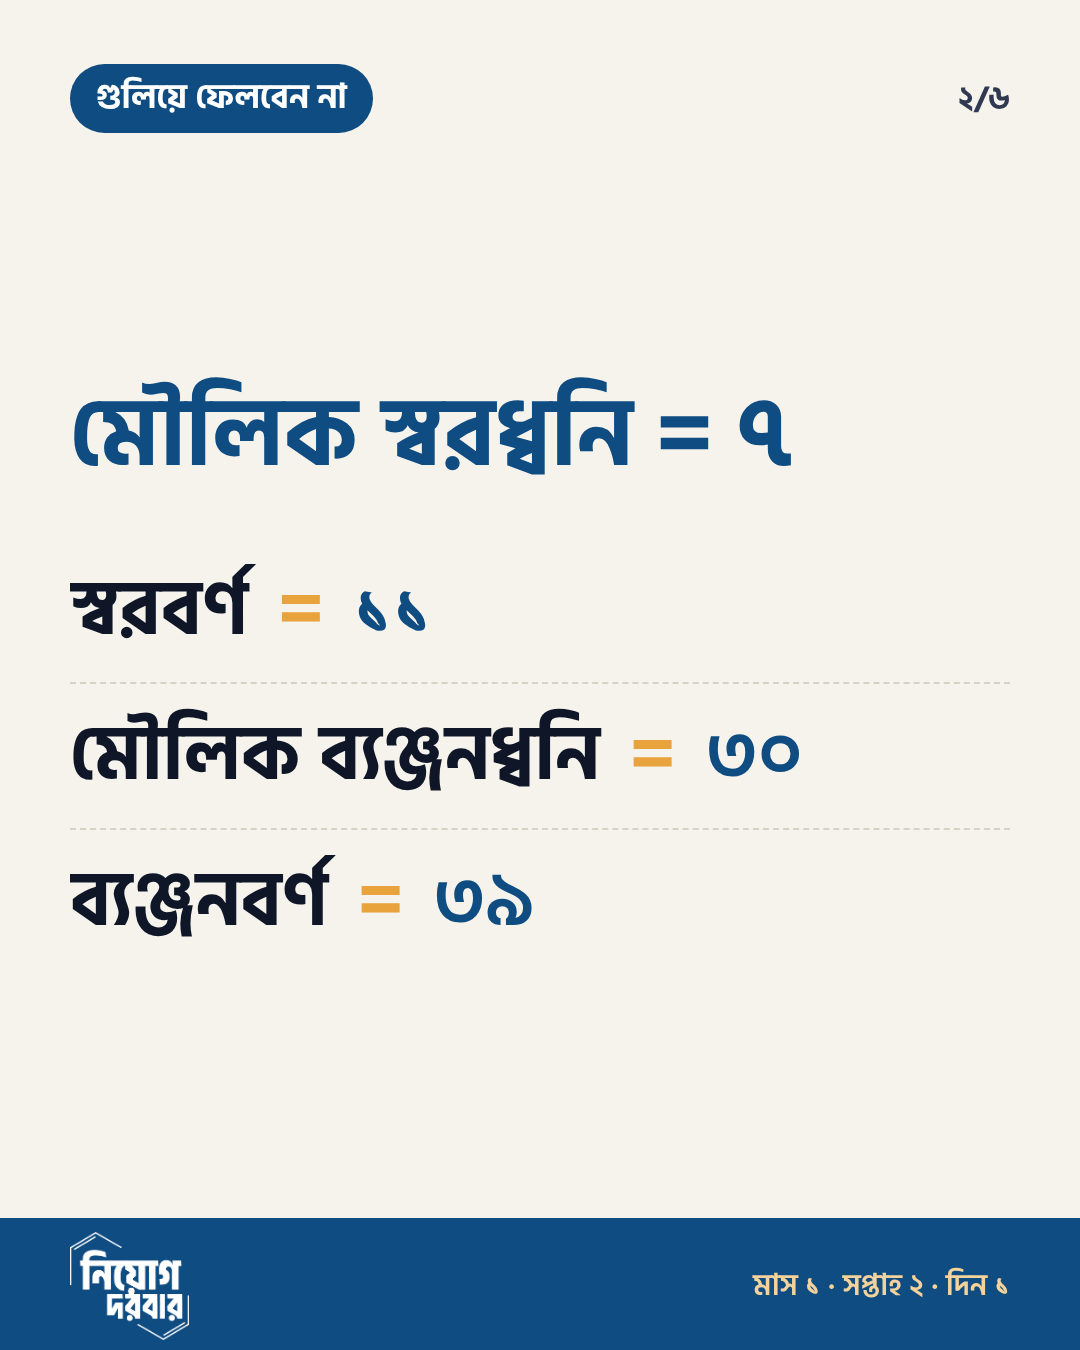 গুলিয়ে ফেলবেন না
২/৬
মৌলিক স্বরধ্বনি = ৭
স্বরবর্ণ = ১১
মৌলিক ব্যঞ্জনধ্বনি = ৩০
ব্যঞ্জনবর্ণ = ৩৯
নিয়োগ
দরবার
মাস ১ · সপ্তাহ ২ · দিন ১